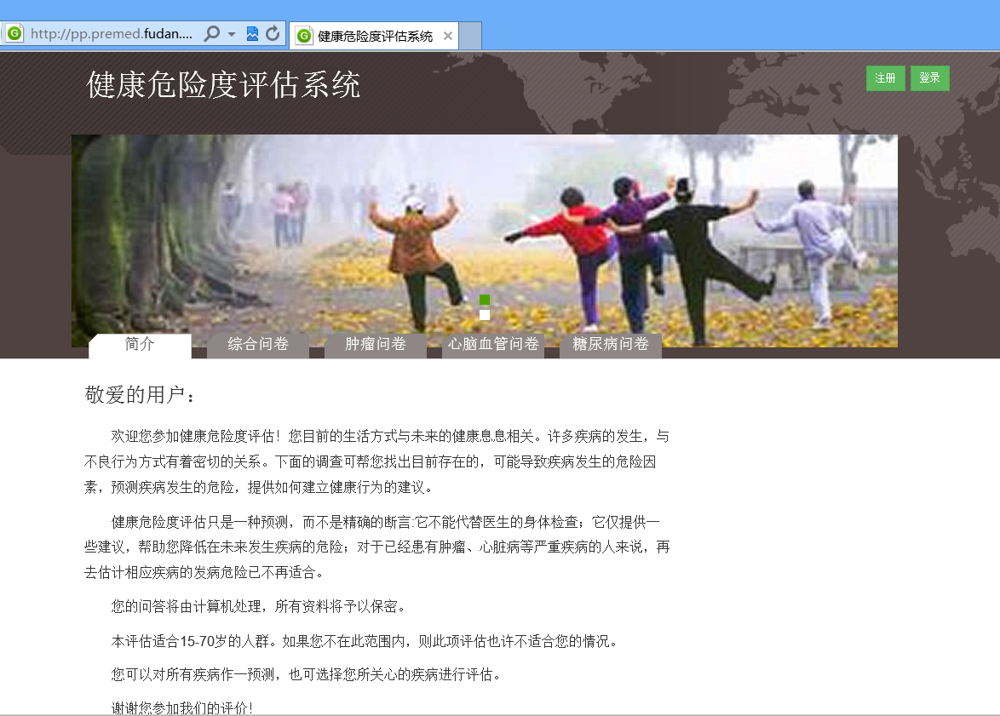 http://pp.premed.fudan....
健康危险度评估系统
健康危险度评估系统
注册
登录
简介
综合问卷
肿瘤问卷
心脑血管问卷
糖尿病问卷
敬爱的用户：
欢迎您参加健康危险度评估！您目前的生活方式与未来的健康息息相关。许多疾病的发生，与
不良行为方式有着密切的关系。下面的调查可帮您找出目前存在的，可能导致疾病发生的危险因
素，预测疾病发生的危险，提供如何建立健康行为的建议。
健康危险度评估只是一种预测，而不是精确的断言:它不能代替医生的身体检查；它仅提供一
些建议，帮助您降低在未来发生疾病的危险；对于已经患有肿瘤、心脏病等严重疾病的人来说，再
去估计相应疾病的发病危险已不再适合。
您的问答将由计算机处理，所有资料将予以保密。
本评估适合15-70岁的人群。如果您不在此范围内，则此项评估也许不适合您的情况。
您可以对所有疾病作一预测，也可选择您所关心的疾病进行评估。
谢谢您参加我们的评价！